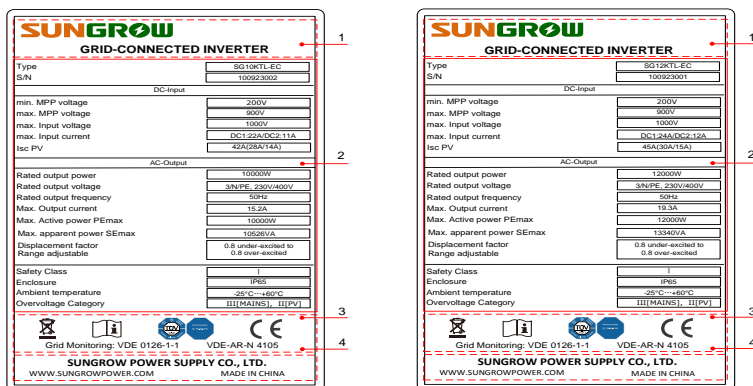 SUNGROW
GRID-CONNECTED INVERTER
1
Type SG10KTL-EC
S/N 100923002
DC-Input
min. MPP voltage 200V
max. MPP voltage 900V
max. Input voltage 1000V
max. Input current DC1:22A/DC2:11A
Isc PV 42A(28A/14A)
AC-Output
2
Rated output power 10000W
Rated output voltage 3/N/PE, 230V/400V
Rated output frequency 50Hz
Max. Output current 15.2A
Max. Active power PEmax 10000W
Max. apparent power SEmax 10526VA
Displacement factor 0.8 under-excited to
Range adjustable 0.8 over-excited
Safety Class I
Enclosure IP65
Ambient temperature -25°C···+60°C
Overvoltage Category III[MAINS], II[PV]
3
CE
Grid Monitoring: VDE 0126-1-1 VDE-AR-N 4105
4
SUNGROW POWER SUPPLY CO., LTD.
WWW.SUNGROWPOWER.COM MADE IN CHINA
SUNGROW
GRID-CONNECTED INVERTER
1
Type SG12KTL-EC
S/N 100923001
DC-Input
min. MPP voltage 200V
max. MPP voltage 900V
max. Input voltage 1000V
max. Input current DC1:24A/DC2:12A
Isc PV 45A(30A/15A)
AC-Output
2
Rated output power 12000W
Rated output voltage 3/N/PE, 230V/400V
Rated output frequency 50Hz
Max. Output current 19.3A
Max. Active power PEmax 12000W
Max. apparent power SEmax 13340VA
Displacement factor 0.8 under-excited to
Range adjustable 0.8 over-excited
Safety Class I
Enclosure IP65
Ambient temperature -25°C···+60°C
Overvoltage Category III[MAINS], II[PV]
3
CE
Grid Monitoring: VDE 0126-1-1 VDE-AR-N 4105
4
SUNGROW POWER SUPPLY CO., LTD.
WWW.SUNGROWPOWER.COM MADE IN CHINA